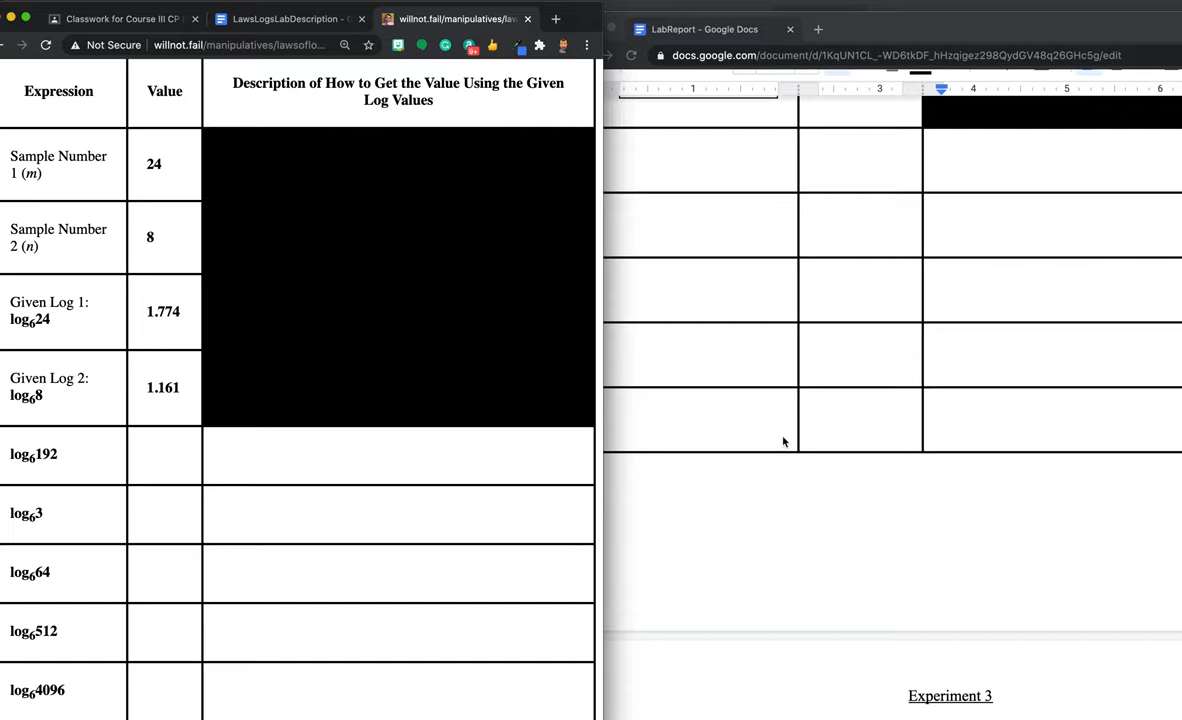 Classwork for Course III CP
LawsLogsLabDescription - G
willnot.fail/manipulatives/law
Not Secure
willnot.fail/manipulatives/lawsoflo...
9+
LabReport - Google Docs
docs.google.com/document/d/1KqUN1CL_-WD6tkDF_hHzqigez298QydGV48q26GHc5g/edit
1 3 4 5 6
Expression
Value
Description of How to Get the Value Using the Given
Log Values
Sample Number
1 (m)
24
Sample Number
2 (n)
8
Given Log 1:
log₆24
1.774
Given Log 2:
log₆8
1.161
log₆192
log₆3
log₆64
log₆512
log₆4096
Experiment 3